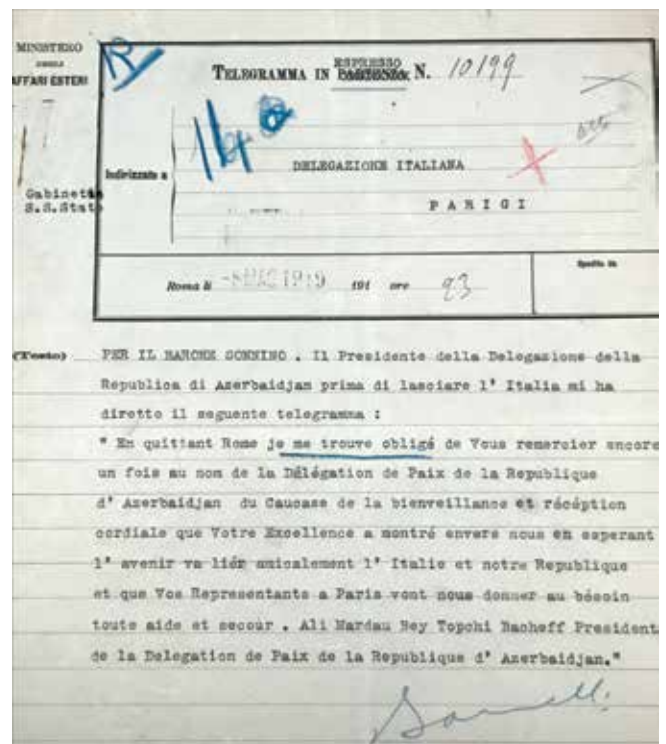 MINISTERO
AFFARI ESTERI
R
TELEGRAMMA IN ESPRESSO N. 10199
Indirizzato a
DELEGAZIONE ITALIANA
Gabinetto
S.S.Stato
PARIGI
Spedito in
Roma li 1919 191 ore 23
(Testo) PER IL BARONE SONNINO . Il Presidente della Delegazione della
Republica di Azerbaidjan prima di lasciare l' Italia mi ha
diretto il seguente telegramma :
" En quittant Rome je me trouve obligé de Vous remercier encore
un fois au nom de la Délégation de Paix de la Republique
d' Azerbaidjan du Caucase de la bienveillance et récéption
cordiale que Votre Excellence a montré envers nous en esperant
l' avenir va liér amicalement l' Italie et notre Republique
et que Vos Representants a Paris vont nous donner au bésoin
toute aide et secour . Ali Mardau Bey Topchi Bacheff President
de la Delegation de Paix de la Republique d' Azerbaidjan."